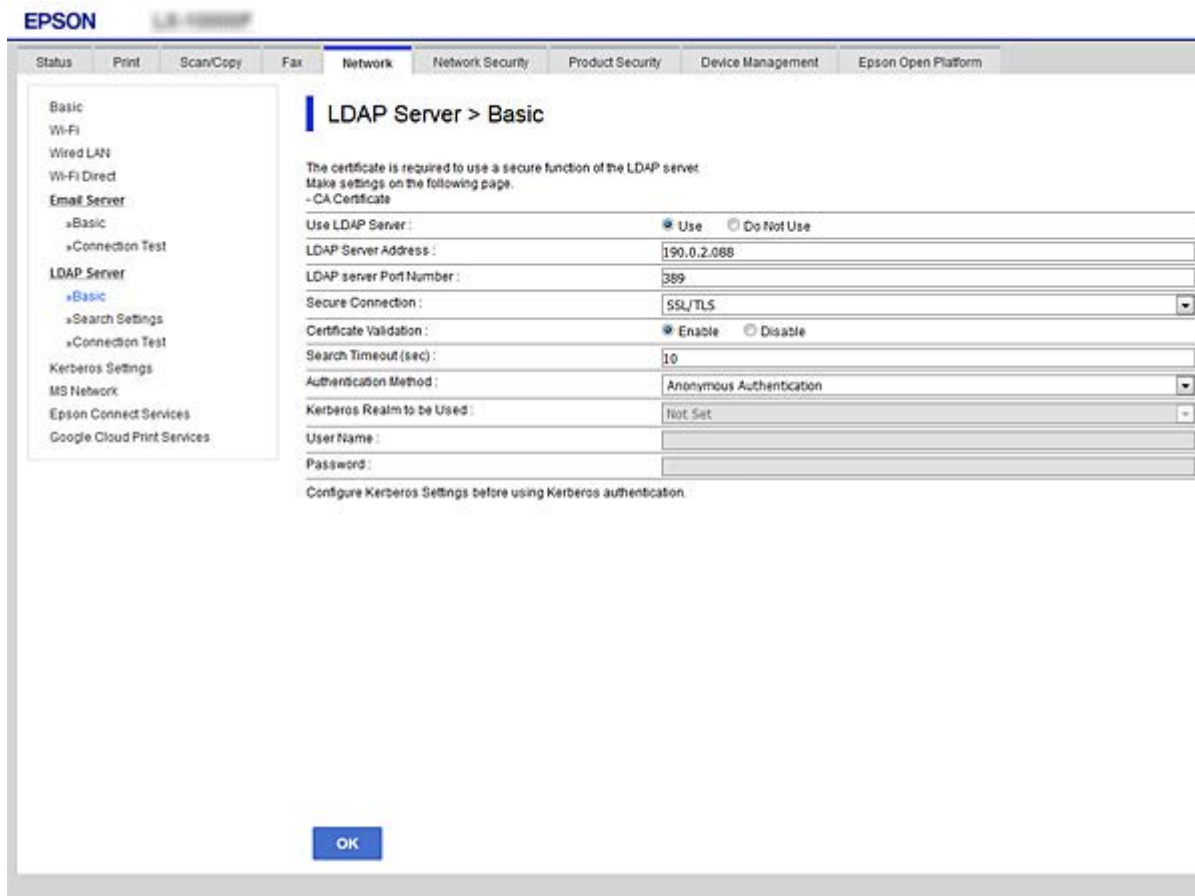 EPSON
Status Print Scan/Copy Fax Network Network Security Product Security Device Management Epson Open Platform
Basic
Wi-Fi
Wired LAN
Wi-Fi Direct
Email Server
»Basic
»Connection Test
LDAP Server
»Basic
»Search Settings
»Connection Test
Kerberos Settings
MS Network
Epson Connect Services
Google Cloud Print Services
LDAP Server > Basic
The certificate is required to use a secure function of the LDAP server.
Make settings on the following page.
- CA Certificate
Use LDAP Server : Use Do Not Use
LDAP Server Address : 190.0.2.088
LDAP server Port Number : 389
Secure Connection : SSL/TLS
Certificate Validation : Enable Disable
Search Timeout (sec) : 10
Authentication Method : Anonymous Authentication
Kerberos Realm to be Used : Not Set
User Name :
Password :
Configure Kerberos Settings before using Kerberos authentication.
OK